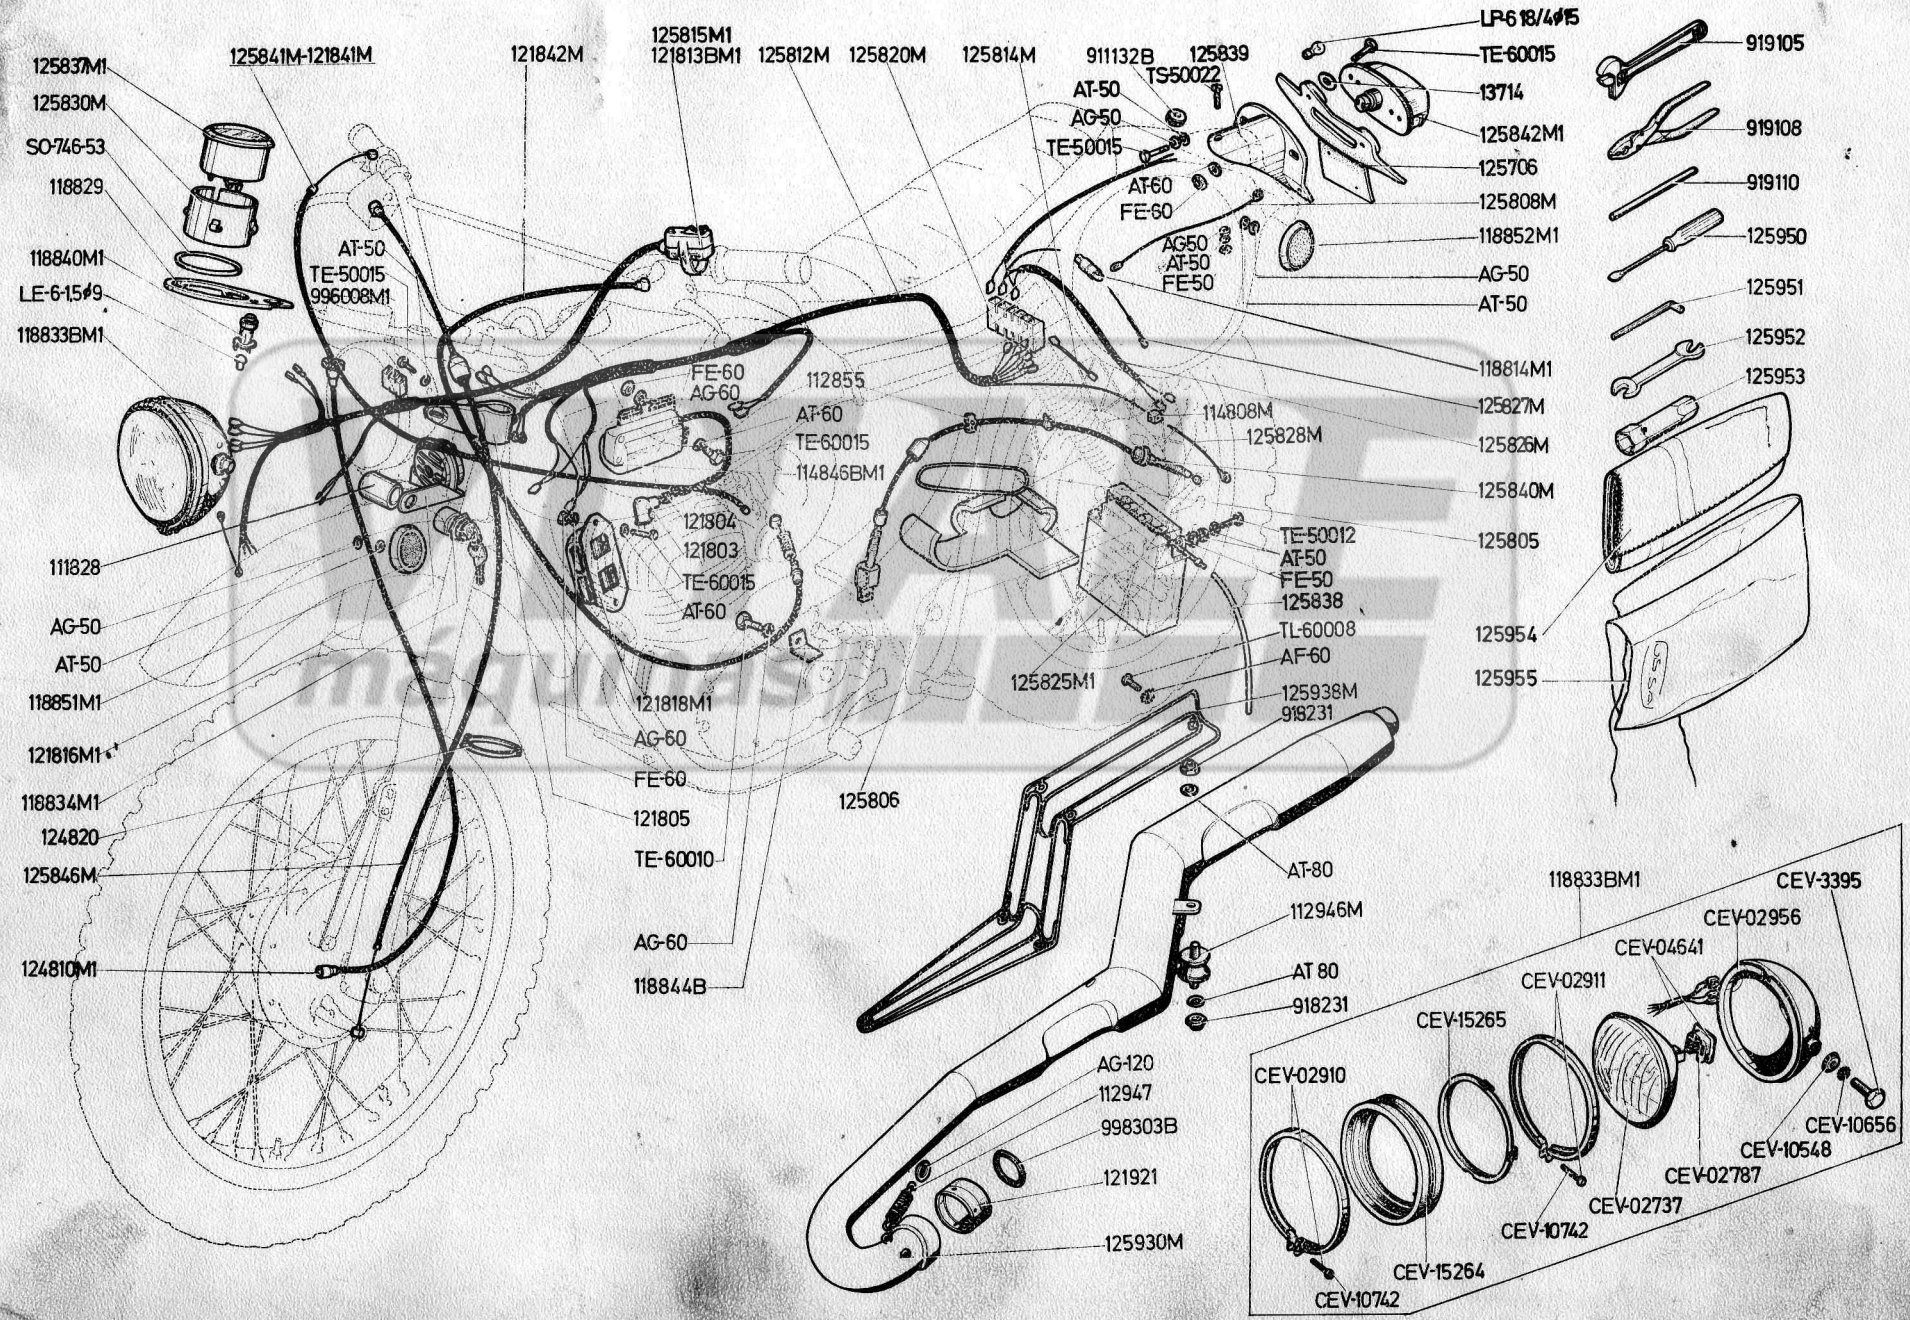 125837M1
125830M
SO-746-53
118829
118840M1
LE-6-1,5ø9
118833BM1
125841M-121841M
121842M
125815M1
121813BM1
125812M
125820M
125814M
911132B
125839
TS-50022
AT-50
AG-50
TE-50015
AT-60
FE-60
AG-50
AT-50
FE-50
LP-6 18/4ø15
TE-60015
13714
125842M1
125706
125808M
118852M1
AG-50
AT-50
118814M1
125827M
125826M
125840M
125805
919105
919108
919110
125950
125951
125952
125953
125954
125955
GSM
AT-50
TE-50015
996008M1
FE-60
AG-60
112855
AT-60
TE-60015
114846BM1
121804
121803
TE-60015
AT-60
114808M
125828M
TE-50012
AT-50
FE-50
125838
TL-60008
AF-60
125938M
918231
125825M1
125806
111828
AG-50
AT-50
118851M1
121816M1
118834M1
124820
125846M
124810M1
121818M1
AG-60
FE-60
121805
TE-60010
AG-60
118844B
máquinas
AT-80
112946M
AT 80
918231
AG-120
112947
998303B
121921
125930M
118833BM1
CEV-3395
CEV-02956
CEV-04641
CEV-02911
CEV-15265
CEV-02910
CEV-10656
CEV-10548
CEV-02787
CEV-02737
CEV-10742
CEV-15264
CEV-10742